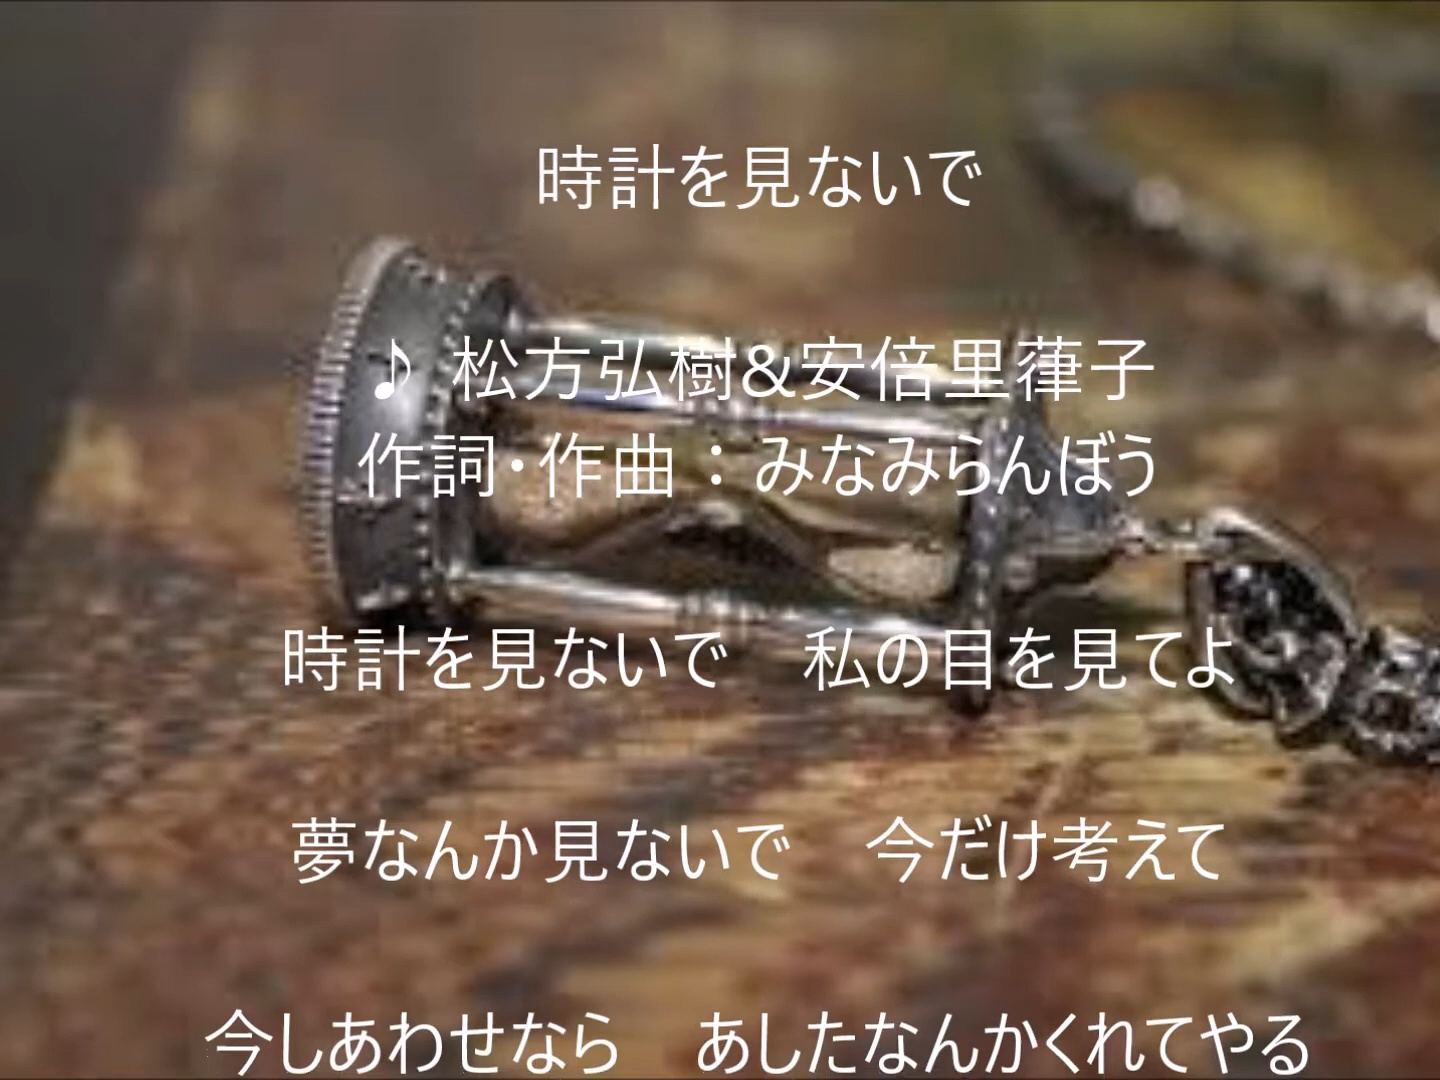 時計を見ないで
♪ 松方弘樹&安倍里葎子
作詞・作曲：みなみらんぼう
時計を見ないで　私の目を見てよ
夢なんか見ないで　今だけ考えて
今しあわせなら　あしたなんかくれてやる